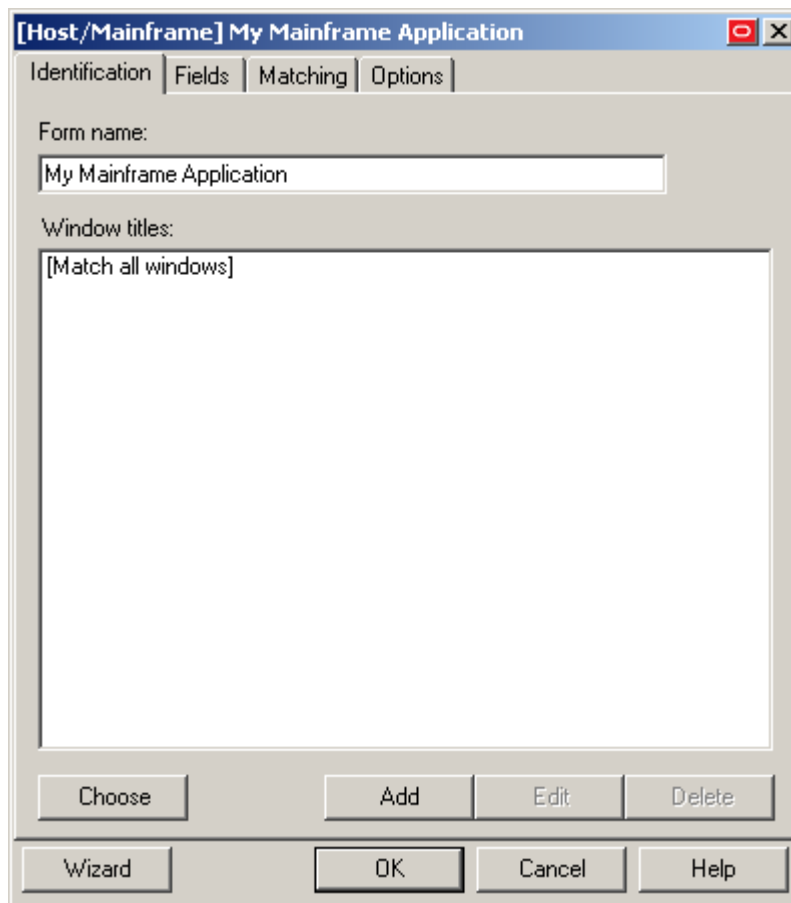 [Host/Mainframe] My Mainframe Application
Identification Fields Matching Options
Form name:
My Mainframe Application
Window titles:
[Match all windows]
Choose Add Edit Delete
Wizard OK Cancel Help